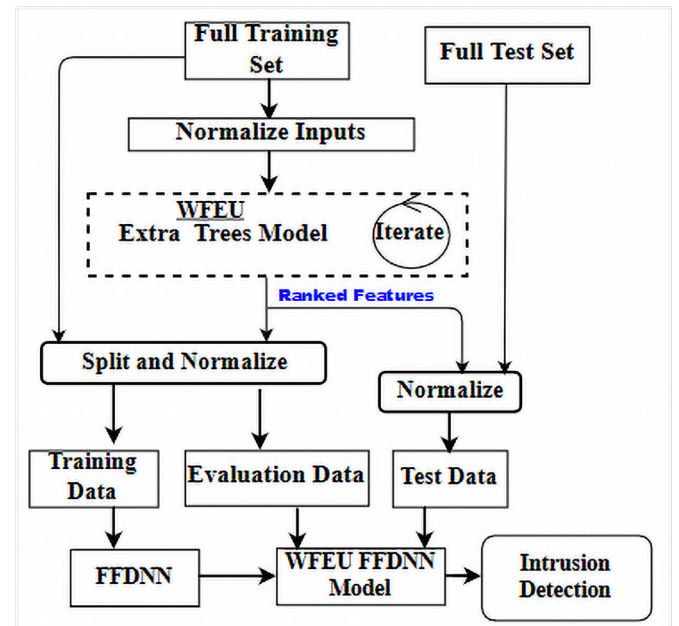 Full Training
Set
Full Test Set
Normalize Inputs
WFEU
Extra Trees Model
Iterate
Ranked Features
Split and Normalize
Normalize
Training
Data
Evaluation Data
Test Data
FFDNN
WFEU FFDNN
Model
Intrusion
Detection